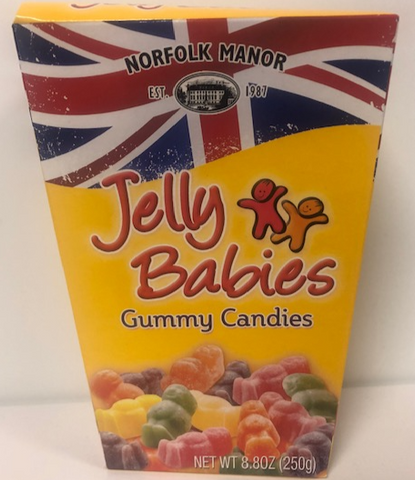 NORFOLK MANOR
EST. 1987
Jelly
Babies
Gummy Candies
NET WT 8.8OZ (250g)